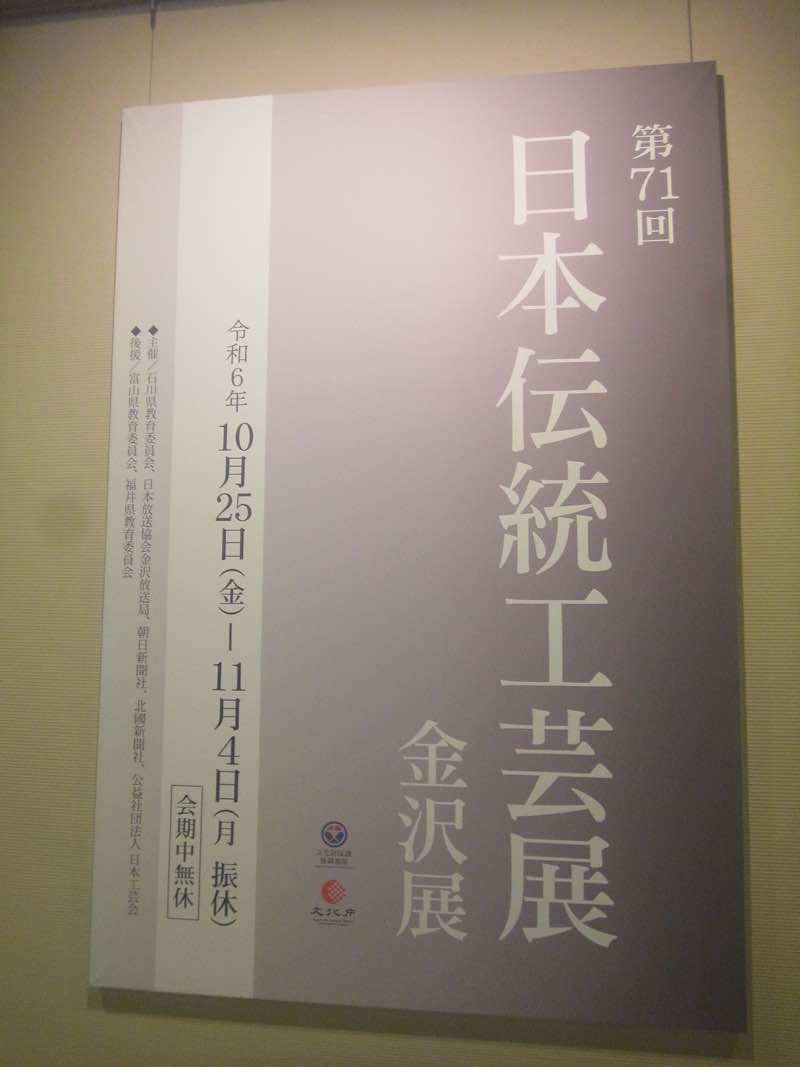 第71回
日本伝統工芸展
金沢展
文化庁
令和6年 10月25日(金)ー11月4日(月 振休)
会期中無休
◆主催／石川県教育委員会、日本放送協会金沢放送局、朝日新聞社、北國新聞社、公益社団法人 日本工芸会
◆後援／富山県教育委員会、福井県教育委員会